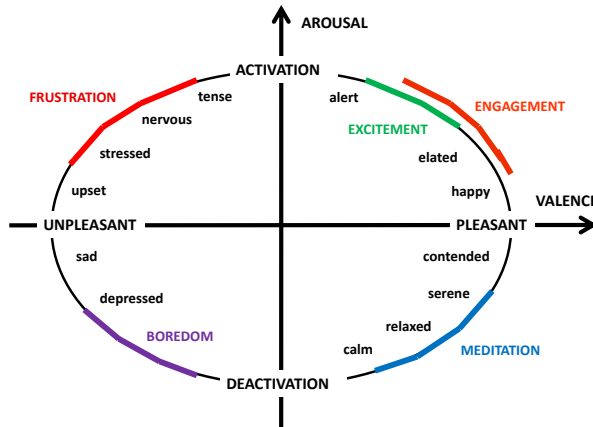 AROUSAL
ACTIVATION
FRUSTRATION
tense
alert
ENGAGEMENT
nervous
EXCITEMENT
stressed
elated
upset
happy
VALENCE
UNPLEASANT
PLEASANT
sad
contended
depressed
serene
relaxed
BOREDOM
calm
MEDITATION
DEACTIVATION